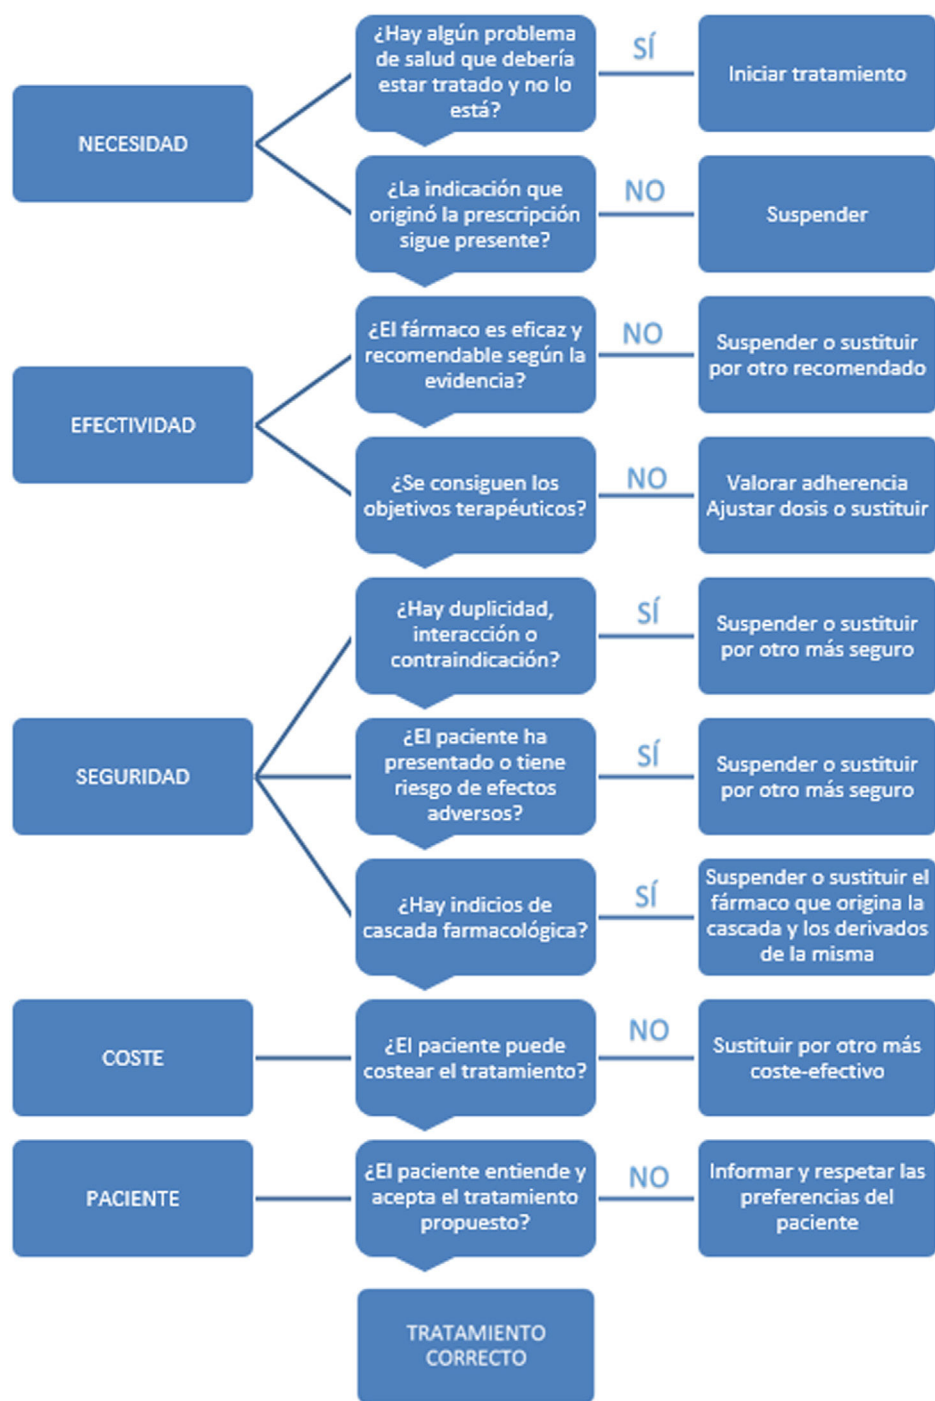 NECESIDAD
¿Hay algún problema
de salud que debería
estar tratado y no lo
está?
SÍ
Iniciar tratamiento
¿La indicación que
originó la prescripción
sigue presente?
NO
Suspender
EFECTIVIDAD
¿El fármaco es eficaz y
recomendable según la
evidencia?
NO
Suspender o sustituir
por otro recomendado
¿Se consiguen los
objetivos terapéuticos?
NO
Valorar adherencia
Ajustar dosis o sustituir
SEGURIDAD
¿Hay duplicidad,
interacción o
contraindicación?
SÍ
Suspender o sustituir
por otro más seguro
¿El paciente ha
presentado o tiene
riesgo de efectos
adversos?
SÍ
Suspender o sustituir
por otro más seguro
¿Hay indicios de
cascada farmacológica?
SÍ
Suspender o sustituir el
fármaco que origina la
cascada y los derivados
de la misma
COSTE
¿El paciente puede
costear el tratamiento?
NO
Sustituir por otro más
coste-efectivo
PACIENTE
¿El paciente entiende y
acepta el tratamiento
propuesto?
NO
Informar y respetar las
preferencias del
paciente
TRATAMIENTO
CORRECTO